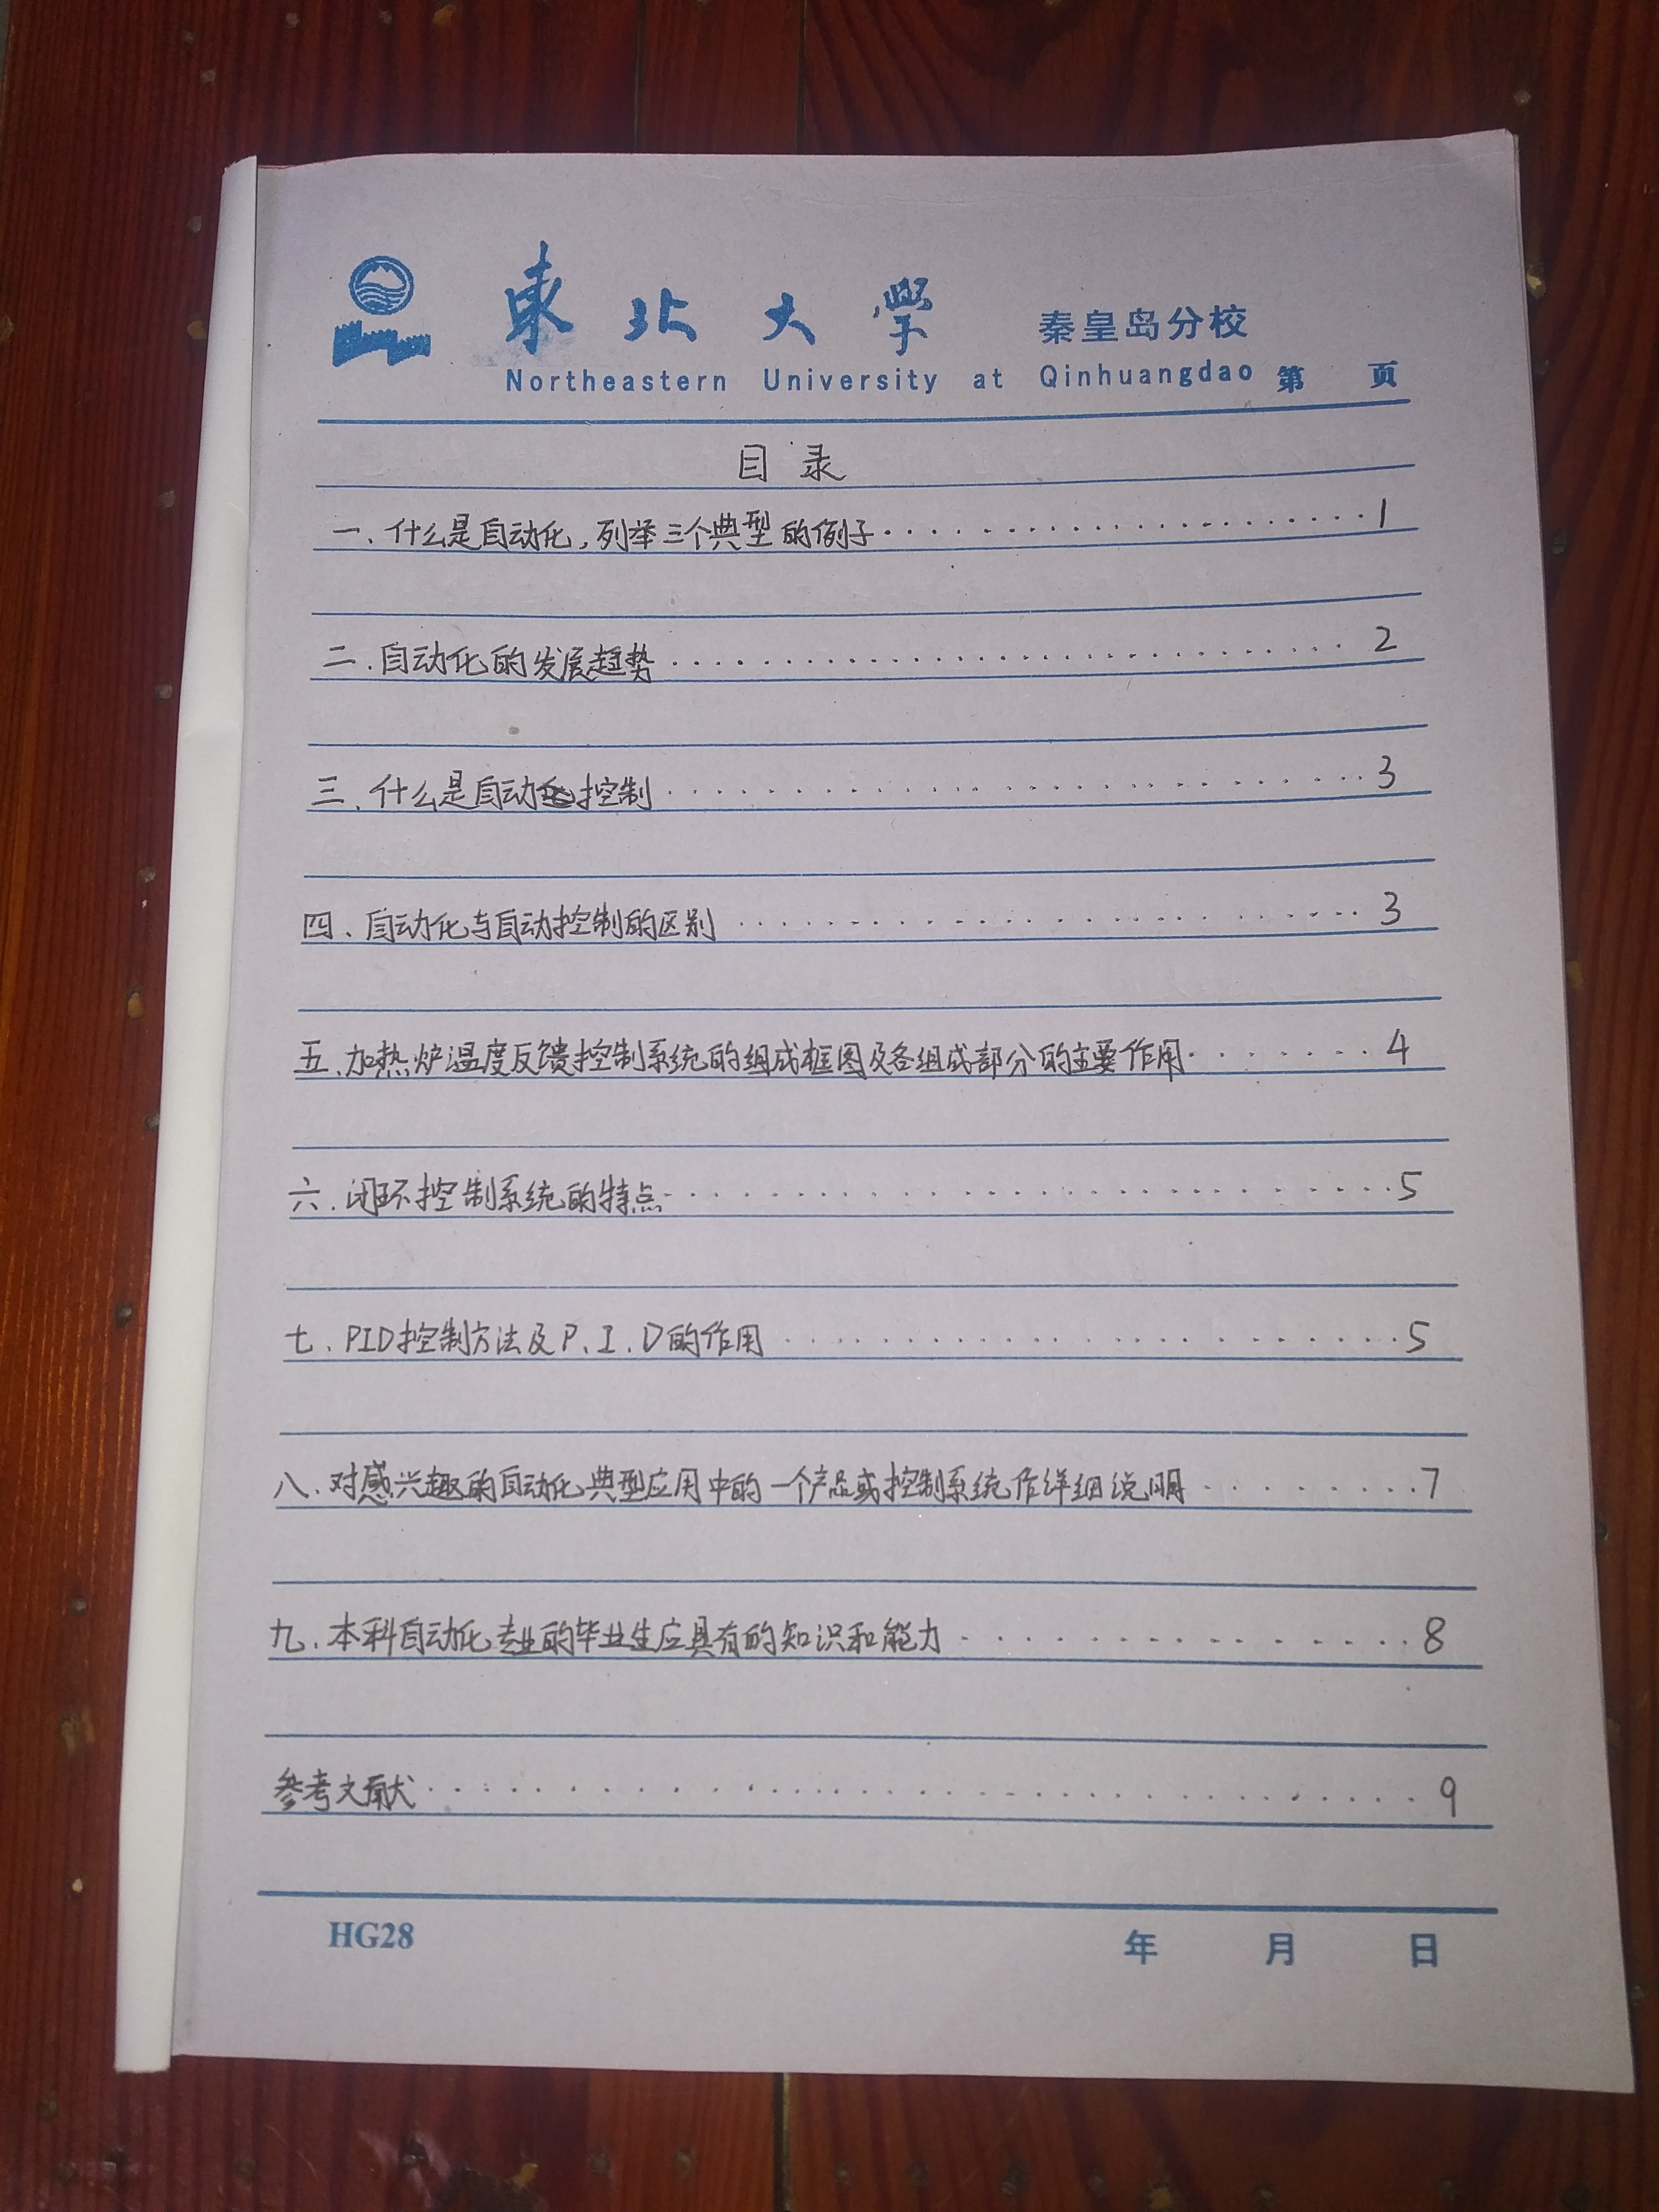 東北大學 秦皇岛分校
Northeastern University at Qinhuangdao 第 页
目录
一、什么是自动化，列举三个典型的例子 1
二、自动化的发展趋势 2
三、什么是自动控制 3
四、自动化与自动控制的区别 3
五、加热炉温度反馈控制系统的组成框图及各组成部分的主要作用 4
六、闭环控制系统的特点 5
七、PID控制方法及P、I、D的作用 5
八、对感兴趣的自动化典型应用中的一个产品或控制系统作详细说明 7
九、本科自动化专业的毕业生应具有的知识和能力 8
参考文献 9
HG28 年 月 日